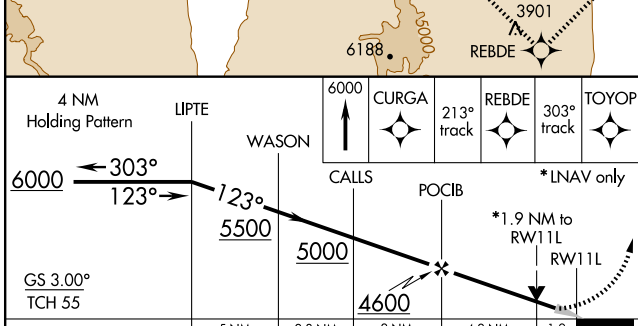 3901
5000
6188
REBDE
4 NM
Holding Pattern
LIPTE
WASON
6000
CURGA
213°
track
REBDE
303°
track
TOYOP
CALLS
POCIB
*LNAV only
6000
303°
123°
123°
5500
5000
4600
*1.9 NM to
RW11L
RW11L
GS 3.00°
TCH 55